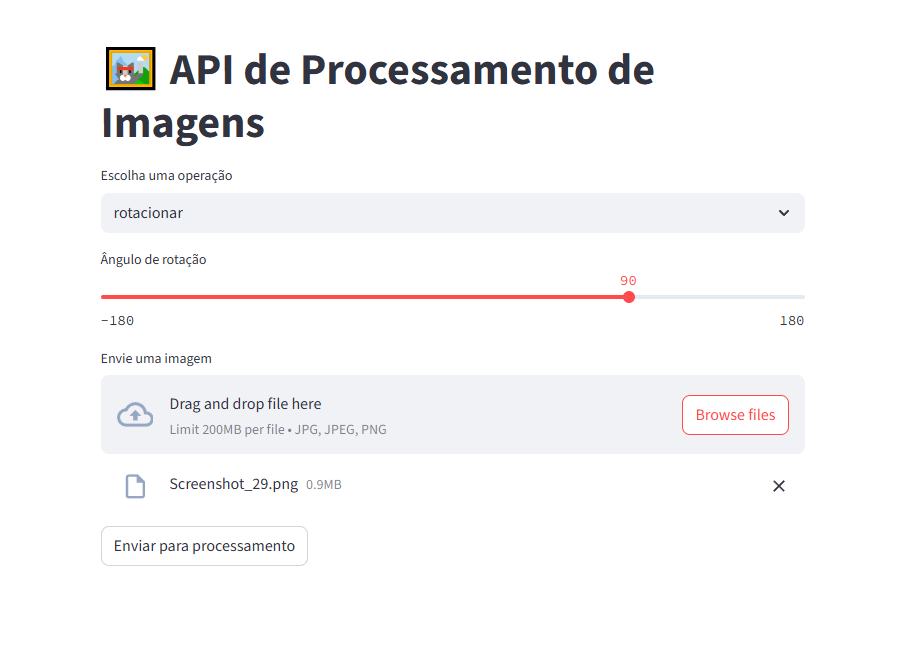 API de Processamento de
Imagens
Escolha uma operação
rotacionar
Ângulo de rotação
90
-180 180
Envie uma imagem
Drag and drop file here
Limit 200MB per file • JPG, JPEG, PNG
Browse files
Screenshot_29.png 0.9MB
Enviar para processamento